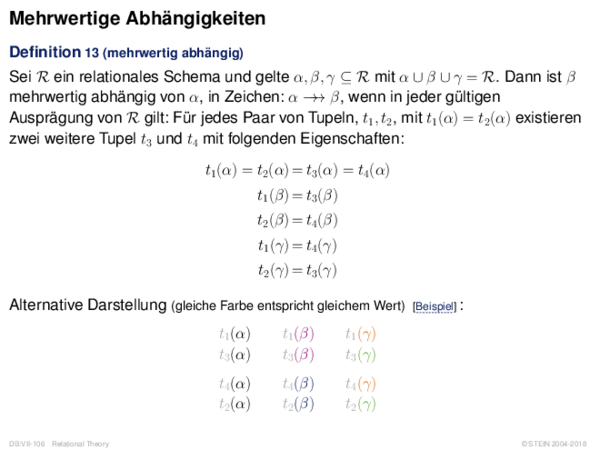 Mehrwertige Abhängigkeiten
Definition 13 (mehrwertig abhängig)
Sei R ein relationales Schema und gelte α, β, γ ⊆ R mit α ∪ β ∪ γ = R. Dann ist β
mehrwertig abhängig von α, in Zeichen: α →→ β, wenn in jeder gültigen
Ausprägung von R gilt: Für jedes Paar von Tupeln, t₁, t₂, mit t₁(α) = t₂(α) existieren
zwei weitere Tupel t₃ und t₄ mit folgenden Eigenschaften:
t₁(α) = t₂(α) = t₃(α) = t₄(α)
t₁(β) = t₃(β)
t₂(β) = t₄(β)
t₁(γ) = t₄(γ)
t₂(γ) = t₃(γ)
Alternative Darstellung (gleiche Farbe entspricht gleichem Wert) [Beispiel] :
t₁(α) t₁(β) t₁(γ)
t₃(α) t₃(β) t₃(γ)
t₄(α) t₄(β) t₄(γ)
t₂(α) t₂(β) t₂(γ)
DB:VII-106 Relational Theory © STEIN 2004-2018